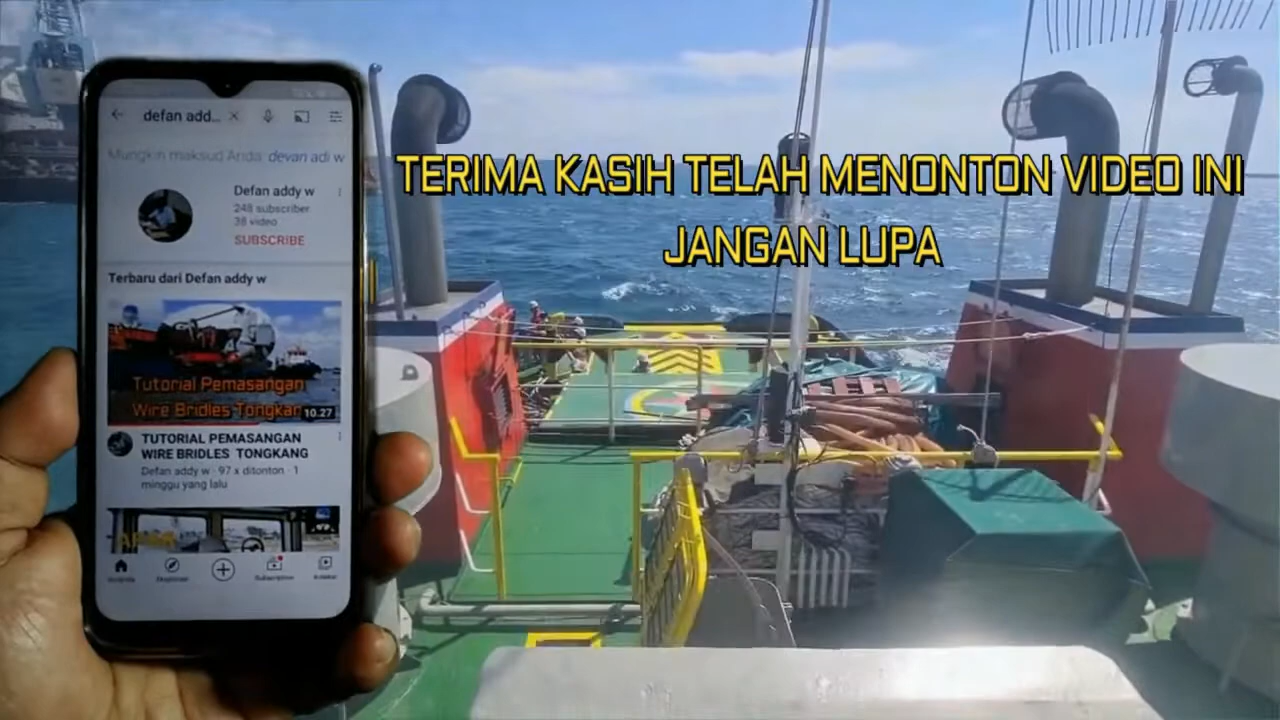 defan add...
Mungkin maksud Anda: devan adi w
Defan addy w
248 subscriber
38 video
SUBSCRIBE
Terbaru dari Defan addy w
Tutorial Pemasangan
Wire Bridles Tongkan
10.27
TUTORIAL PEMASANGAN
WIRE BRIDLES TONGKANG
Defan addy w · 97 x ditonton · 1
minggu yang lalu
Subscription
TERIMA KASIH TELAH MENONTON VIDEO INI
JANGAN LUPA